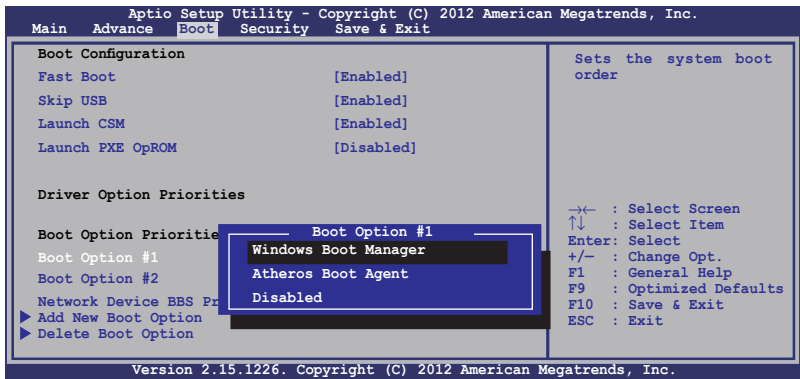 Aptio Setup Utility - Copyright (C) 2012 American Megatrends, Inc.
Main Advance Boot Security Save & Exit
Boot Configuration
Fast Boot [Enabled]
Skip USB [Enabled]
Launch CSM [Enabled]
Launch PXE OpROM [Disabled]
Driver Option Priorities
Boot Option Prioritie
Boot Option #1
Boot Option #2
Network Device BBS Pr
Add New Boot Option
Delete Boot Option
Boot Option #1
Windows Boot Manager
Atheros Boot Agent
Disabled
Sets the system boot
order
→← : Select Screen
↑↓ : Select Item
Enter: Select
+/— : Change Opt.
F1 : General Help
F9 : Optimized Defaults
F10 : Save & Exit
ESC : Exit
Version 2.15.1226. Copyright (C) 2012 American Megatrends, Inc.